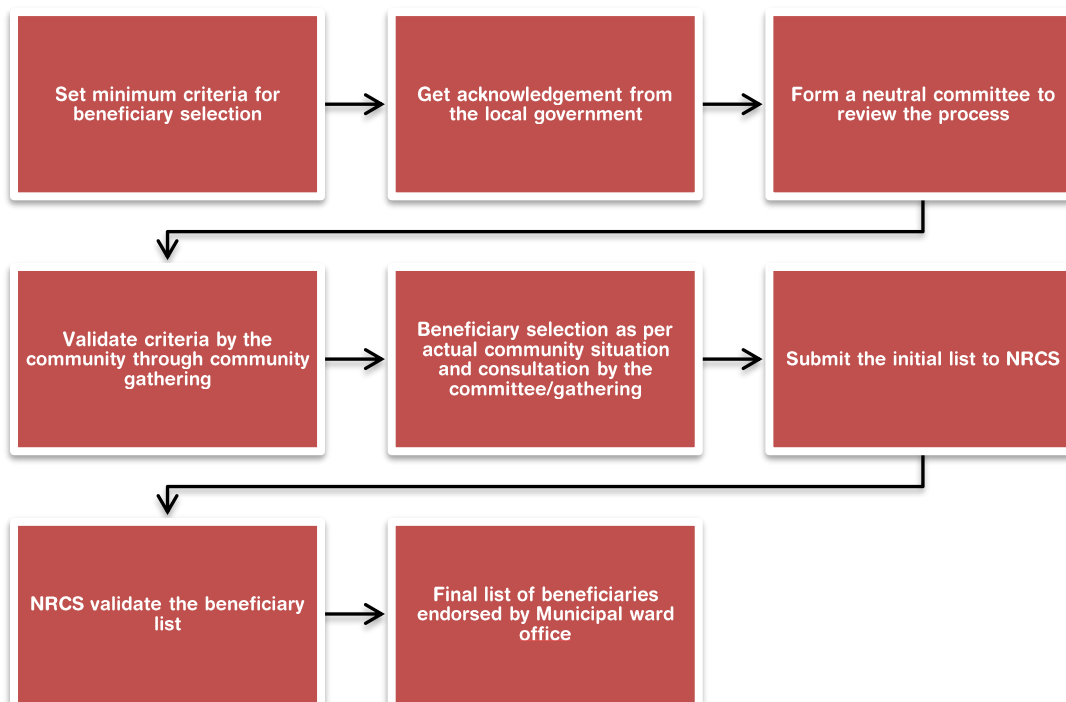 Set minimum criteria for
beneficiary selection
Get acknowledgement from
the local government
Form a neutral committee to
review the process
Validate criteria by the
community through community
gathering
Beneficiary selection as per
actual community situation
and consultation by the
committee/gathering
Submit the initial list to NRCS
NRCS validate the beneficiary
list
Final list of beneficiaries
endorsed by Municipal ward
office